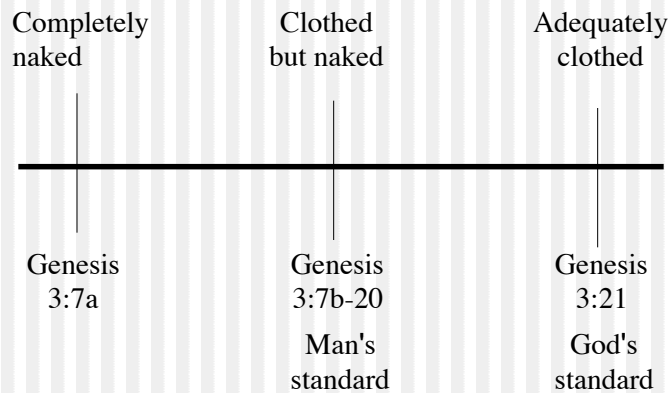 Completely
naked
Clothed
but naked
Adequately
clothed
Genesis
3:7a
Genesis
3:7b-20
Man's
standard
Genesis
3:21
God's
standard